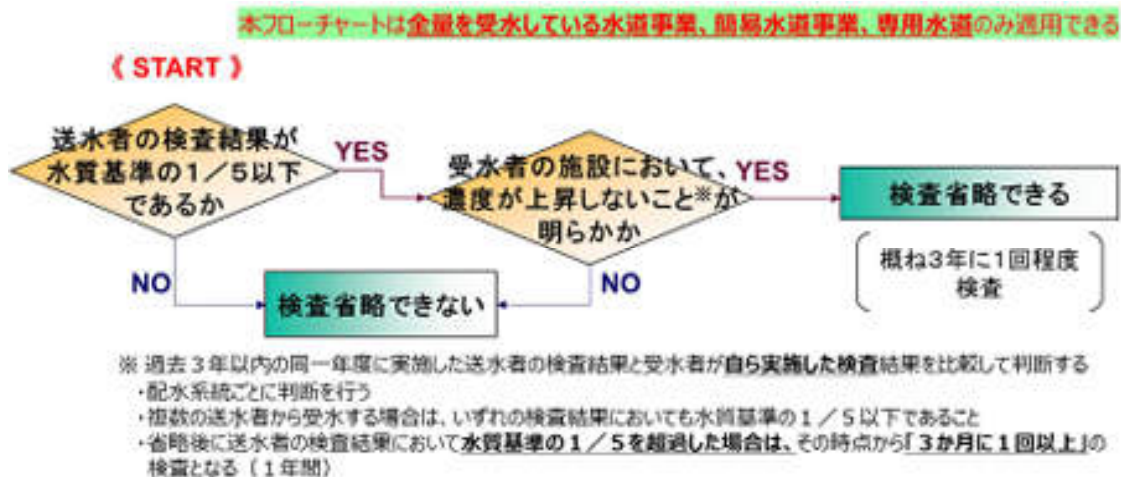 本フローチャートは全量を受水している水道事業、簡易水道事業、専用水道のみ適用できる
《 START 》
送水者の検査結果が
水質基準の１／５以下
であるか
YES
受水者の施設において、
濃度が上昇しないこと※が
明らかか
YES
検査省略できる
概ね3年に1回程度
検査
NO
検査省略できない
NO
※ 過去３年以内の同一年度に実施した送水者の検査結果と受水者が自ら実施した検査結果を比較して判断する
・配水系統ごとに判断を行う
・複数の送水者から受水する場合は、いずれの検査結果においても水質基準の１／５以下であること
・省略後に送水者の検査結果において水質基準の１／５を超過した場合は、その時点から「３か月に１回以上」の
検査となる（１年間）